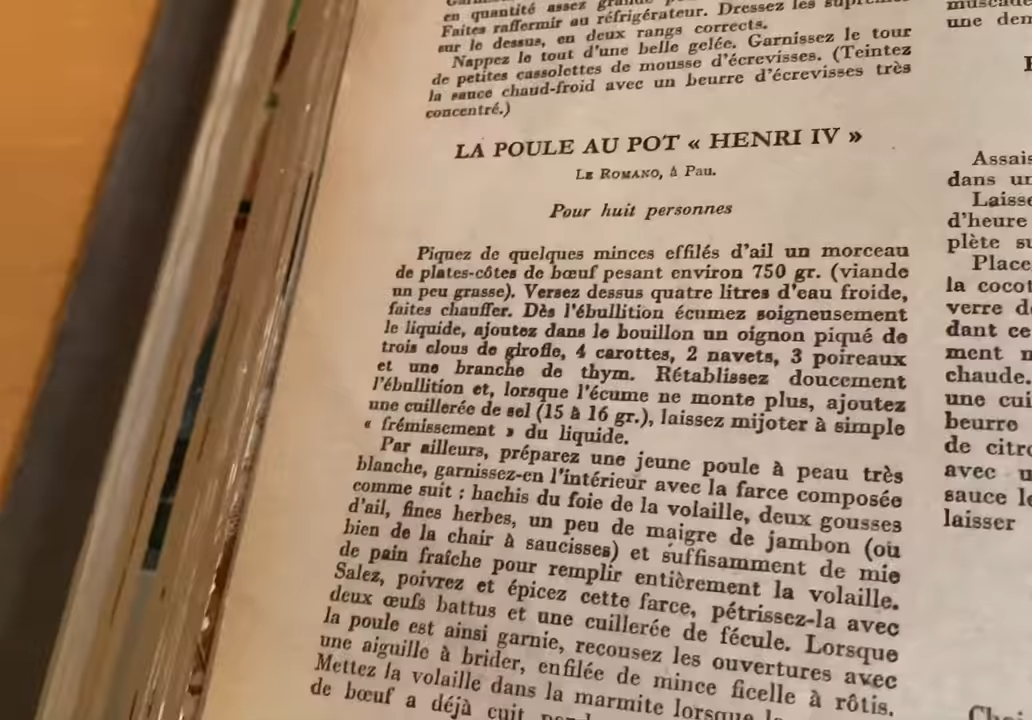 en quantité assez
Faites raffermir au réfrigérateur. Dressez les
sur le dessus, en deux rangs corrects.
Nappez le tout d'une belle gelée. Garnissez le tour
de petites cassolettes de mousse d'écrevisses. (Teintez
la sauce chaud-froid avec un beurre d'écrevisses très
concentré.)
LA POULE AU POT « HENRI IV »
LE ROMANO, à Pau.
Pour huit personnes
Piquez de quelques minces effilés d'ail un morceau
de plates-côtes de bœuf pesant environ 750 gr. (viande
un peu grasse). Versez dessus quatre litres d'eau froide,
faites chauffer. Dès l'ébullition écumez soigneusement
le liquide, ajoutez dans le bouillon un oignon piqué de
trois clous de girofle, 4 carottes, 2 navets, 3 poireaux
et une branche de thym. Rétablissez doucement
l'ébullition et, lorsque l'écume ne monte plus, ajoutez
une cuillerée de sel (15 à 16 gr.), laissez mijoter à simple
« frémissement » du liquide.
Par ailleurs, préparez une jeune poule à peau très
blanche, garnissez-en l'intérieur avec la farce composée
comme suit : hachis du foie de la volaille, deux gousses
d'ail, fines herbes, un peu de maigre de jambon (ou
bien de la chair à saucisses) et suffisamment de mie
de pain fraîche pour remplir entièrement la volaille.
Salez, poivrez et épicez cette farce, pétrissez-la avec
deux œufs battus et une cuillerée de fécule. Lorsque
la poule est ainsi garnie, recousez les ouvertures avec
une aiguille à brider, enfilée de mince ficelle à rôtis.
Mettez la volaille dans la marmite lorsque
de bœuf a déjà cuit
une
dans
d'heure
Place
la
verre
dant ce
ment
chaude.
une
beurre
de
avec
sauce
laisser